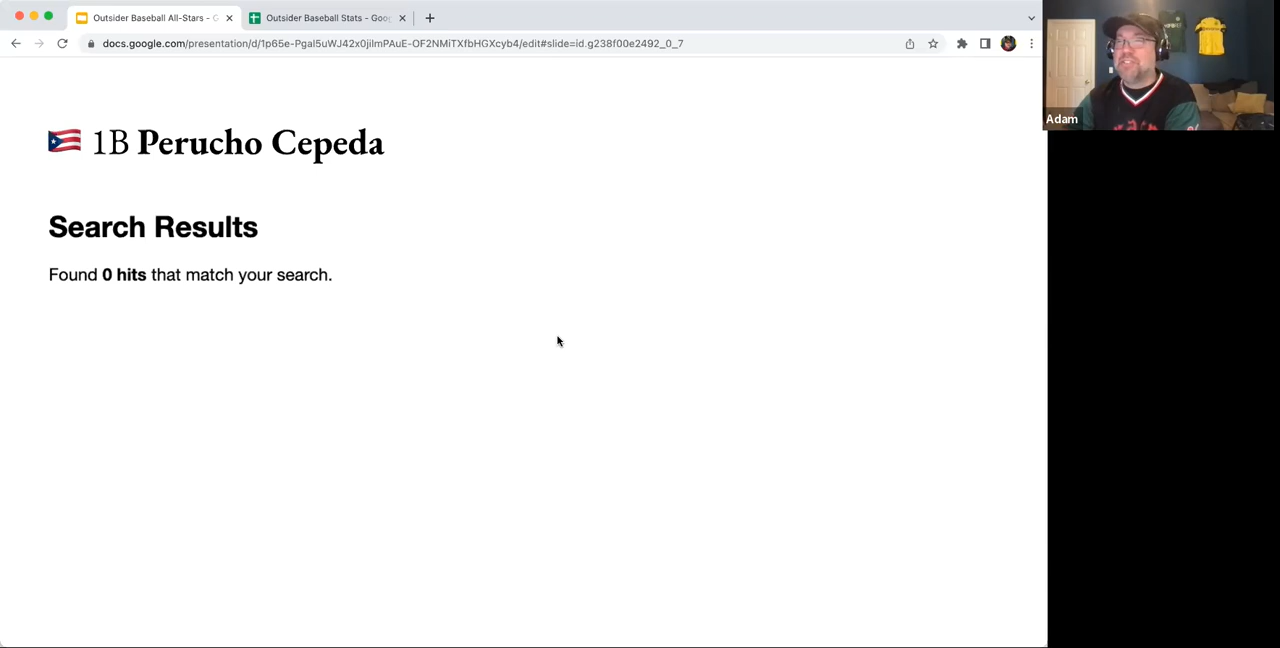 Outsider Baseball All-Stars - G
Outsider Baseball Stats - Goog
docs.google.com/presentation/d/1p65e-Pgal5uWJ42x0jilmPAuE-OF2NMiTXfbHGXcyb4/edit#slide=id.g238f00e2492_0_7
1B Perucho Cepeda
Search Results
Found 0 hits that match your search.
Adam